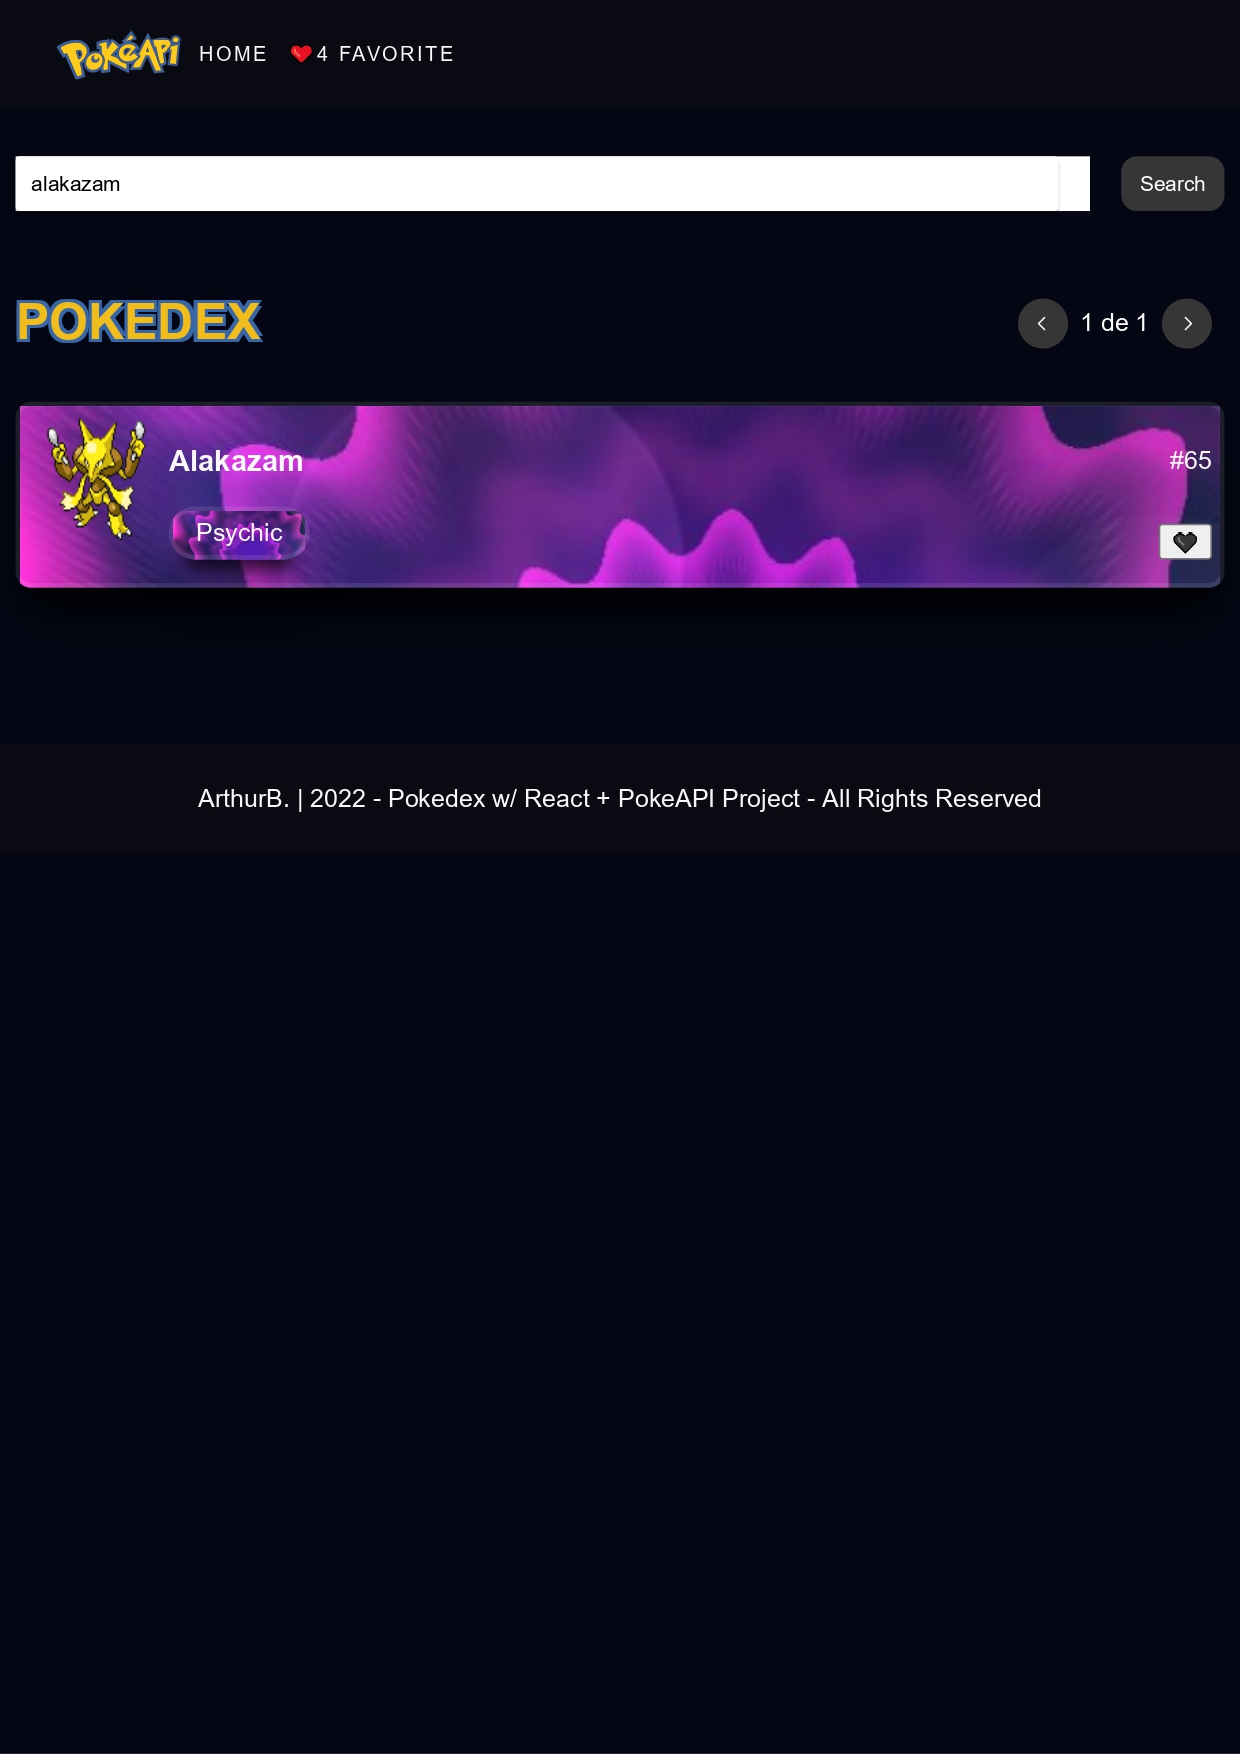 PokéApi HOME 4 FAVORITE
alakazam Search
POKEDEX 1 de 1
Alakazam #65
Psychic
ArthurB. | 2022 - Pokedex w/ React + PokeAPI Project - All Rights Reserved